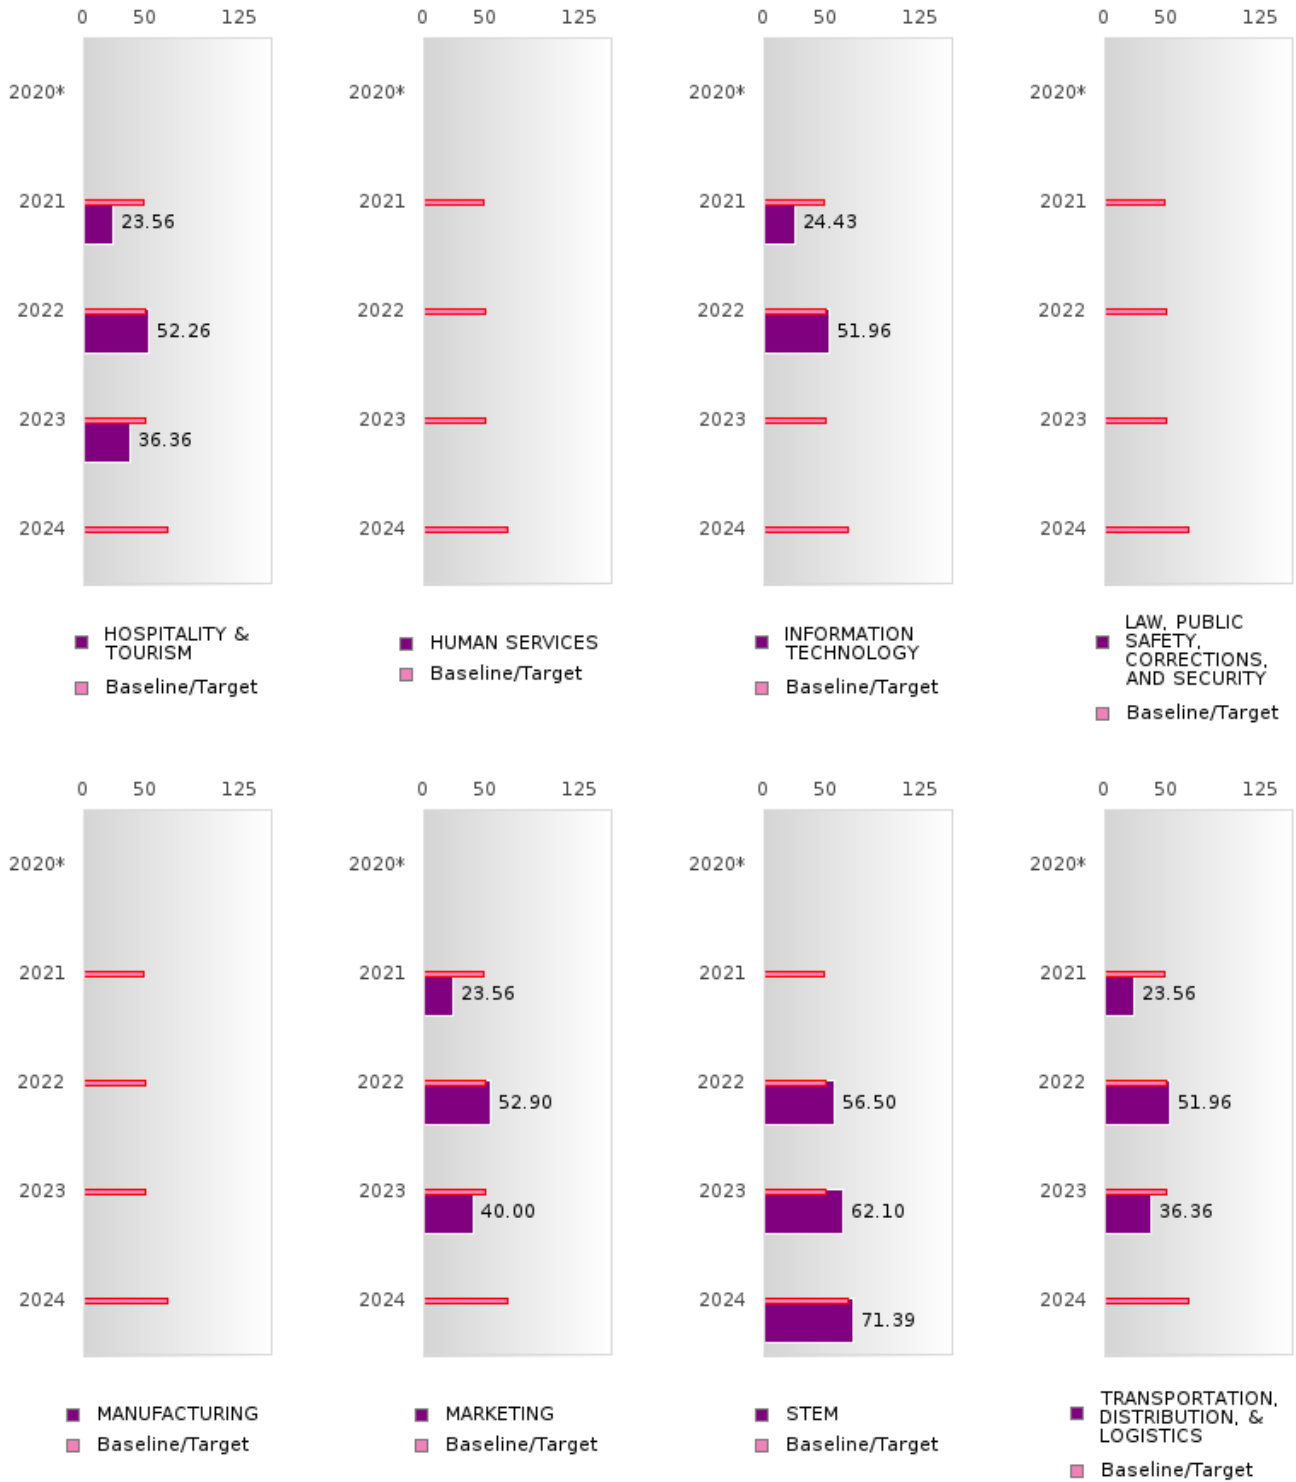 0 50 125
2020*
2021
23.56
2022
52.26
2023
36.36
2024
HOSPITALITY &
TOURISM
Baseline/Target
0 50 125
2020*
2021
2022
2023
2024
HUMAN SERVICES
Baseline/Target
0 50 125
2020*
2021
24.43
2022
51.96
2023
2024
INFORMATION
TECHNOLOGY
Baseline/Target
0 50 125
2020*
2021
2022
2023
2024
LAW, PUBLIC
SAFETY,
CORRECTIONS,
AND SECURITY
Baseline/Target
0 50 125
2020*
2021
2022
2023
2024
MANUFACTURING
Baseline/Target
0 50 125
2020*
2021
23.56
2022
52.90
2023
40.00
2024
MARKETING
Baseline/Target
0 50 125
2020*
2021
2022
56.50
2023
62.10
2024
71.39
STEM
Baseline/Target
0 50 125
2020*
2021
23.56
2022
51.96
2023
36.36
2024
TRANSPORTATION,
DISTRIBUTION, &
LOGISTICS
Baseline/Target